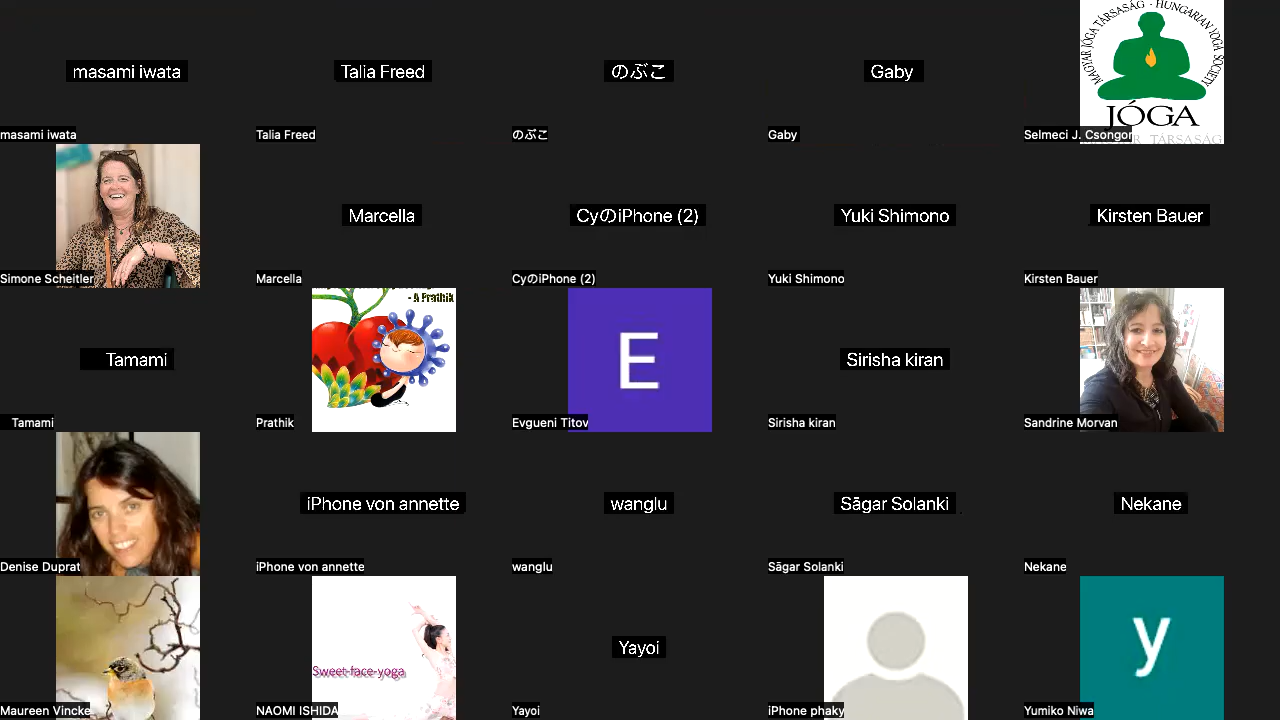 masami iwata
Talia Freed
のぶこ
Gaby
MAGYAR JÓGA TÁRSASÁG - HUNGARIAN YOGA SOCIETY
JÓGA
masami iwata
Talia Freed
のぶこ
Gaby
Selmeci J. Csongor
TÁRSASÁG
Marcella
CyのiPhone (2)
Yuki Shimono
Kirsten Bauer
Simone Scheitler
Marcella
CyのiPhone (2)
Yuki Shimono
Kirsten Bauer
- A Prathik
Tamami
E
Sirisha kiran
Tamami
Prathik
Evgueni Titov
Sirisha kiran
Sandrine Morvan
iPhone von annette
wanglu
Sāgar Solanki
Nekane
Denise Duprat
iPhone von annette
wanglu
Sāgar Solanki
Nekane
Yayoi
y
Sweet-face-yoga
Maureen Vincke
NAOMI ISHIDA
Yayoi
iPhone phaky
Yumiko Niwa